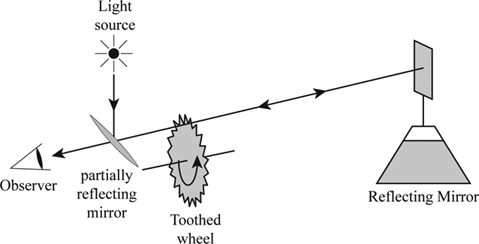 Light
source
Observer
partially
reflecting
mirror
Toothed
wheel
Reflecting Mirror